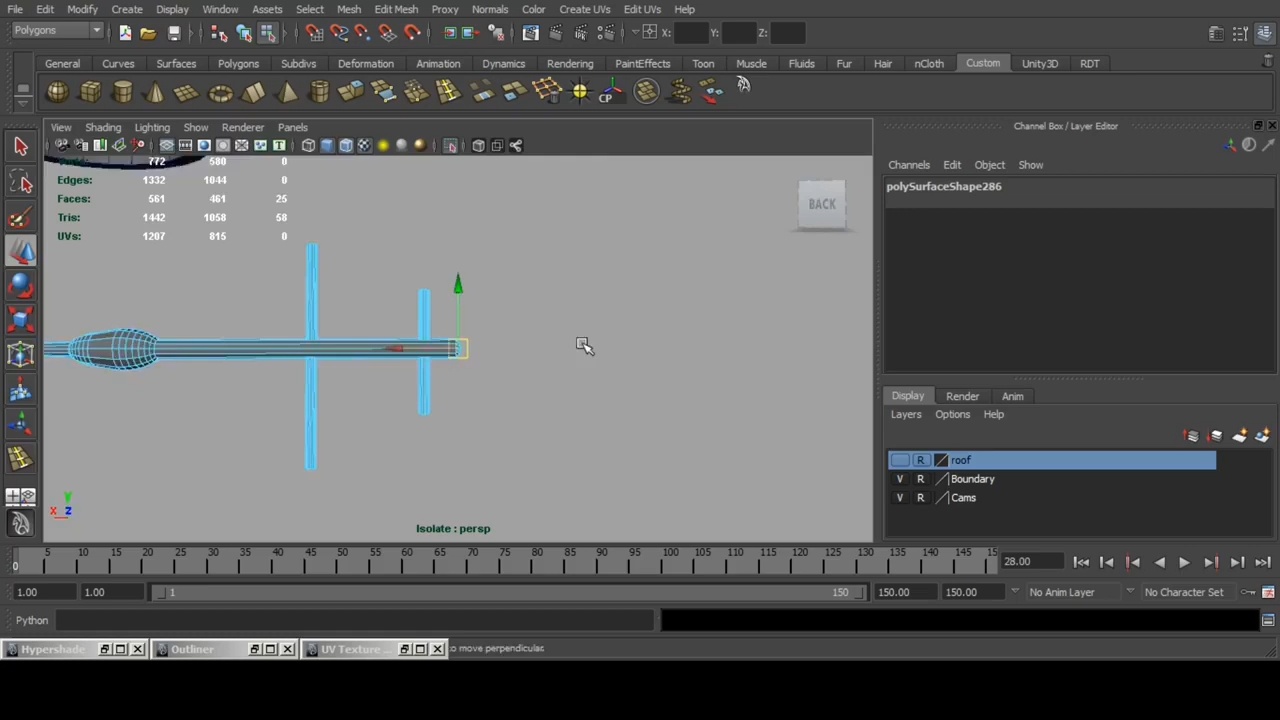 File Edit Modify Create Display Window Assets Select Mesh Edit Mesh Proxy Normals Color Create UVs Edit UVs Help
Polygons X: Y: Z:
General Curves Surfaces Polygons Subdivs Deformation Animation Dynamics Rendering PaintEffects Toon Muscle Fluids Fur Hair nCloth Custom Unity3D RDT
CP
View Shading Lighting Show Renderer Panels
Channel Box / Layer Editor
Channels Edit Object Show
polySurfaceShape286
772 580 0
Edges: 1332 1044 0
Faces: 561 461 25
Tris: 1442 1058 58
UVs: 1207 815 0
BACK
Display Render Anim
Layers Options Help
R roof
V R Boundary
V R Cams
Y
X Z
Isolate : persp
0 5 10 15 20 25 30 35 40 45 50 55 60 65 70 75 80 85 90 95 100 105 110 115 120 125 130 135 140 145 15 28.00
1.00 1.00 1 150 150.00 150.00 No Anim Layer No Character Set
Python
Hypershade Outliner UV Texture ... to move perpendicular